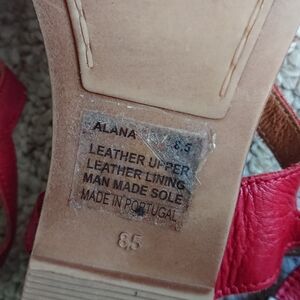 ALANA 8.5
LEATHER UPPER
LEATHER LINING
MAN MADE SOLE
MADE IN PORTUGAL
85